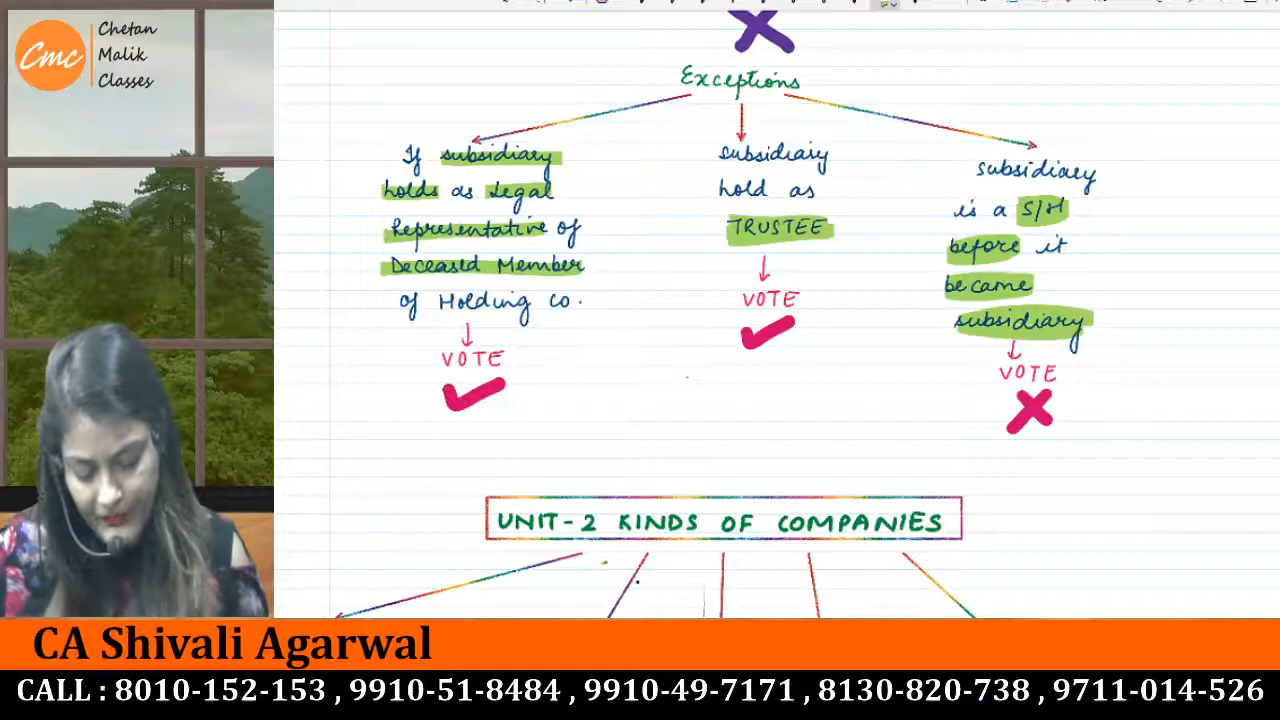 Cmc
Chetan
Malik
Classes
Exceptions
If subsidiary
holds as Legal
Representative of
Deceased Member
of Holding Co.
VOTE
subsidiary
hold as
TRUSTEE
VOTE
subsidiary
is a S/H
before it
became
subsidiary
VOTE
UNIT-2 KINDS OF COMPANIES
CA Shivali Agarwal
CALL : 8010-152-153 , 9910-51-8484 , 9910-49-7171 , 8130-820-738 , 9711-014-526